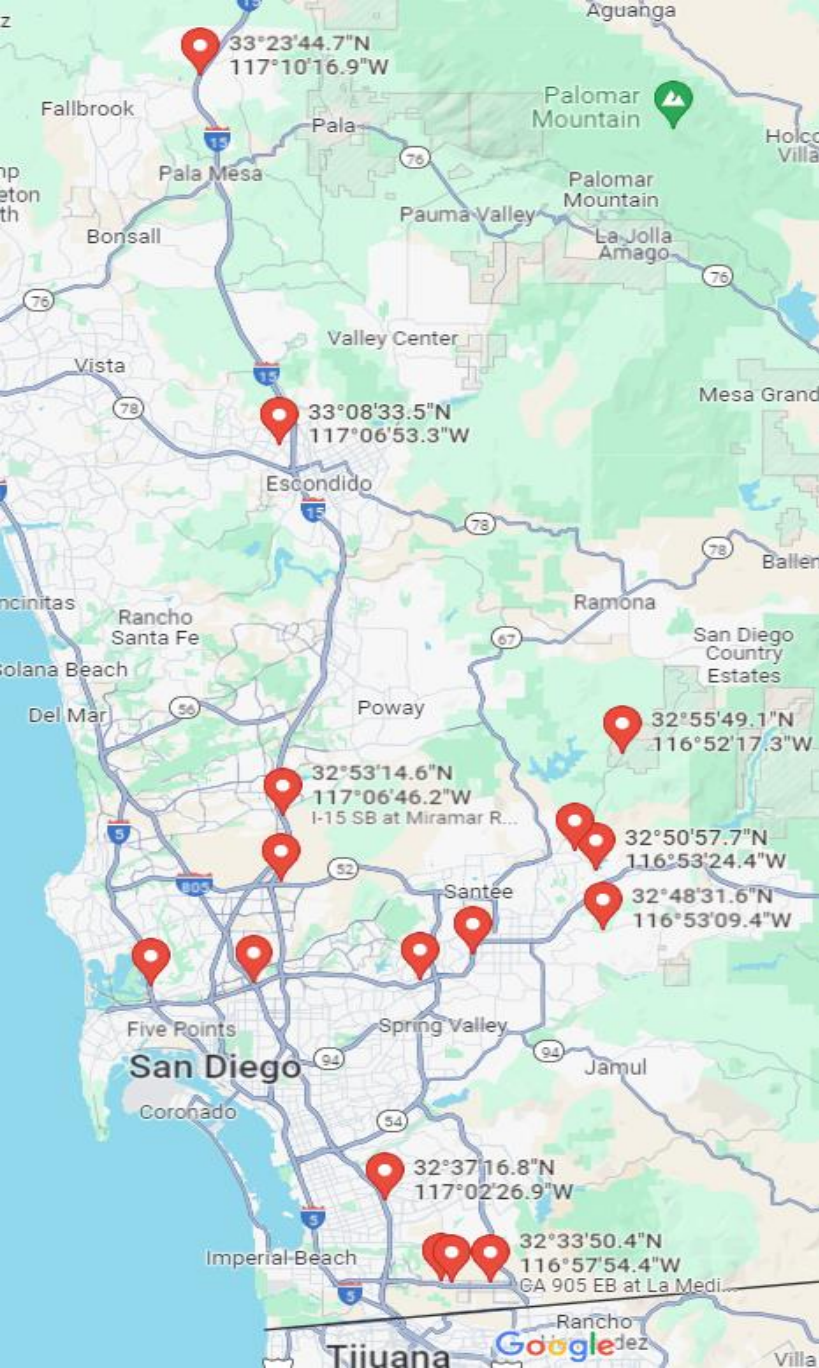 15
Aguanga
z
33°23'44.7"N
117°10'16.9"W
Fallbrook
Palomar
Mountain
15
Pala
76
Holco
Villa
Pala Mesa
mp
eton
th
Palomar
Mountain
Pauma Valley
Bonsall
La Jolla
Amago
76
76
Valley Center
Vista
15
78
Mesa Grand
33°08'33.5"N
117°06'53.3"W
Escondido
15
78
78
Ballen
ncinitas
Ramona
Rancho
Santa Fe
67
San Diego
Country
Estates
Solana Beach
56
Poway
Del Mar
32°55'49.1"N
116°52'17.3"W
32°53'14.6"N
117°06'46.2"W
I-15 SB at Miramar R...
5
32°50'57.7"N
116°53'24.4"W
52
805
Santee
32°48'31.6"N
116°53'09.4"W
Five Points
Spring Valley
94
94
San Diego
Jamul
Coronado
54
32°37'16.8"N
117°02'26.9"W
5
32°33'50.4"N
116°57'54.4"W
CA 905 EB at La Medi...
Imperial Beach
5
Rancho
Google
dez
Tijuana
Villa